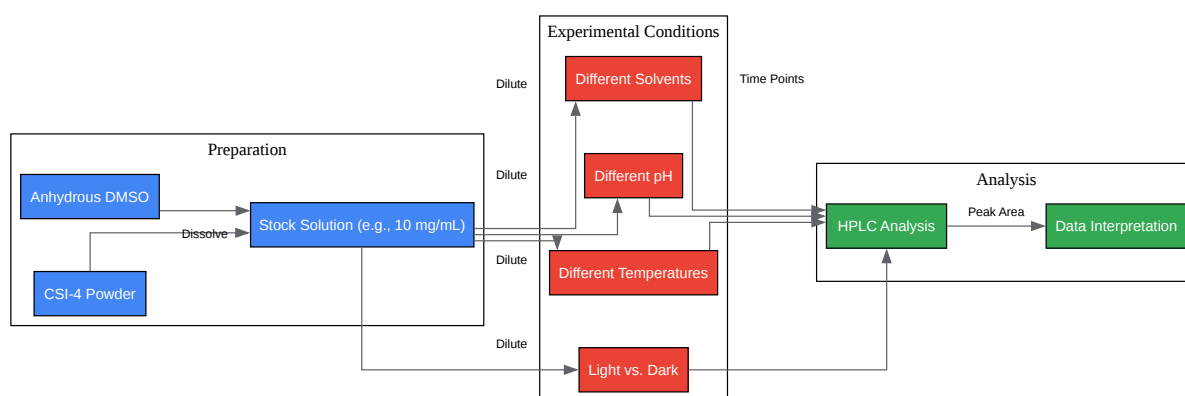 Preparation
Anhydrous DMSO
Dissolve
CSI-4 Powder
Stock Solution (e.g., 10 mg/mL)
Dilute
Dilute
Dilute
Dilute
Experimental Conditions
Different Solvents
Different pH
Different Temperatures
Light vs. Dark
Time Points
Analysis
HPLC Analysis
Peak Area
Data Interpretation